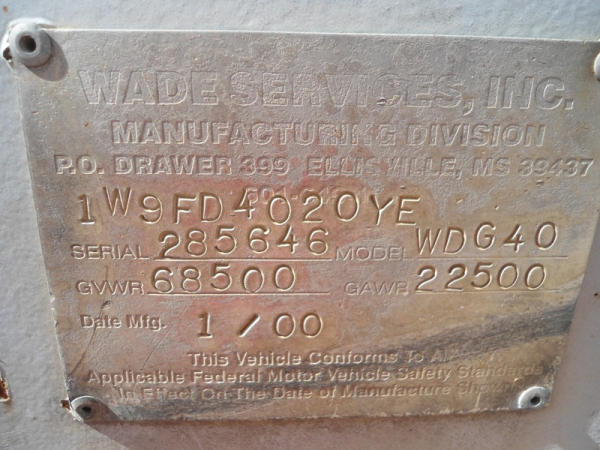 WADE SERVICES, INC.
MANUFACTURING DIVISION
P.O. DRAWER 399 ELLISVILLE, MS 39437
1W9FD4020YE
SERIAL 285646 MODEL WDG40
GVWR 68500 GAWR 22500
Date Mfg. 1/00
This Vehicle Conforms To All
Applicable Federal Motor Vehicle Safety Standards
In Effect On The Date of Manufacture Shown